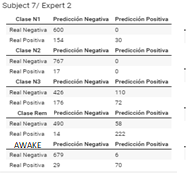 Subject 7/ Expert 2
Clase N1 Predicción Negativa Predicción Positiva
Real Negativa 600 0
Real Positiva 154 30
Clase N2 Predicción Negativa Predicción Positiva
Real Negativa 767 0
Real Positiva 17 0
Clase N3 Predicción Negativa Predicción Positiva
Real Negativa 426 110
Real Positiva 176 72
Clase Rem Predicción Negativa Predicción Positiva
Real Negativa 490 58
Real Positiva 14 222
AWAKE Predicción Negativa Predicción Positiva
Real Negativa 679 6
Real Positiva 29 70